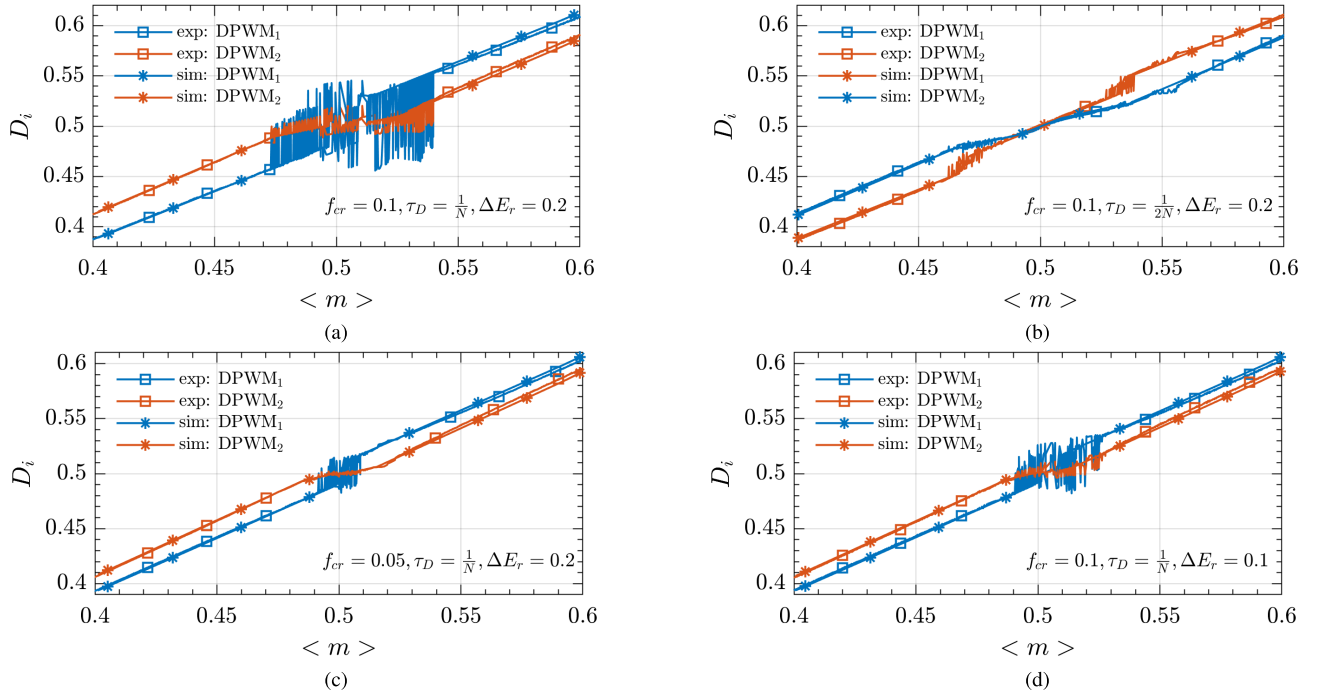 0.6
0.55
0.5
0.45
0.4
D_i
exp: DPWM₁
exp: DPWM₂
sim: DPWM₁
sim: DPWM₂
f_cr = 0.1, τ_D = 1/N, ΔE_r = 0.2
0.4 0.45 0.5 0.55 0.6
< m >
(a)
0.6
0.55
0.5
0.45
0.4
D_i
exp: DPWM₁
exp: DPWM₂
sim: DPWM₁
sim: DPWM₂
f_cr = 0.1, τ_D = 1/2N, ΔE_r = 0.2
0.4 0.45 0.5 0.55 0.6
< m >
(b)
0.6
0.55
0.5
0.45
0.4
D_i
exp: DPWM₁
exp: DPWM₂
sim: DPWM₁
sim: DPWM₂
f_cr = 0.05, τ_D = 1/N, ΔE_r = 0.2
0.4 0.45 0.5 0.55 0.6
< m >
(c)
0.6
0.55
0.5
0.45
0.4
D_i
exp: DPWM₁
exp: DPWM₂
sim: DPWM₁
sim: DPWM₂
f_cr = 0.1, τ_D = 1/N, ΔE_r = 0.1
0.4 0.45 0.5 0.55 0.6
< m >
(d)